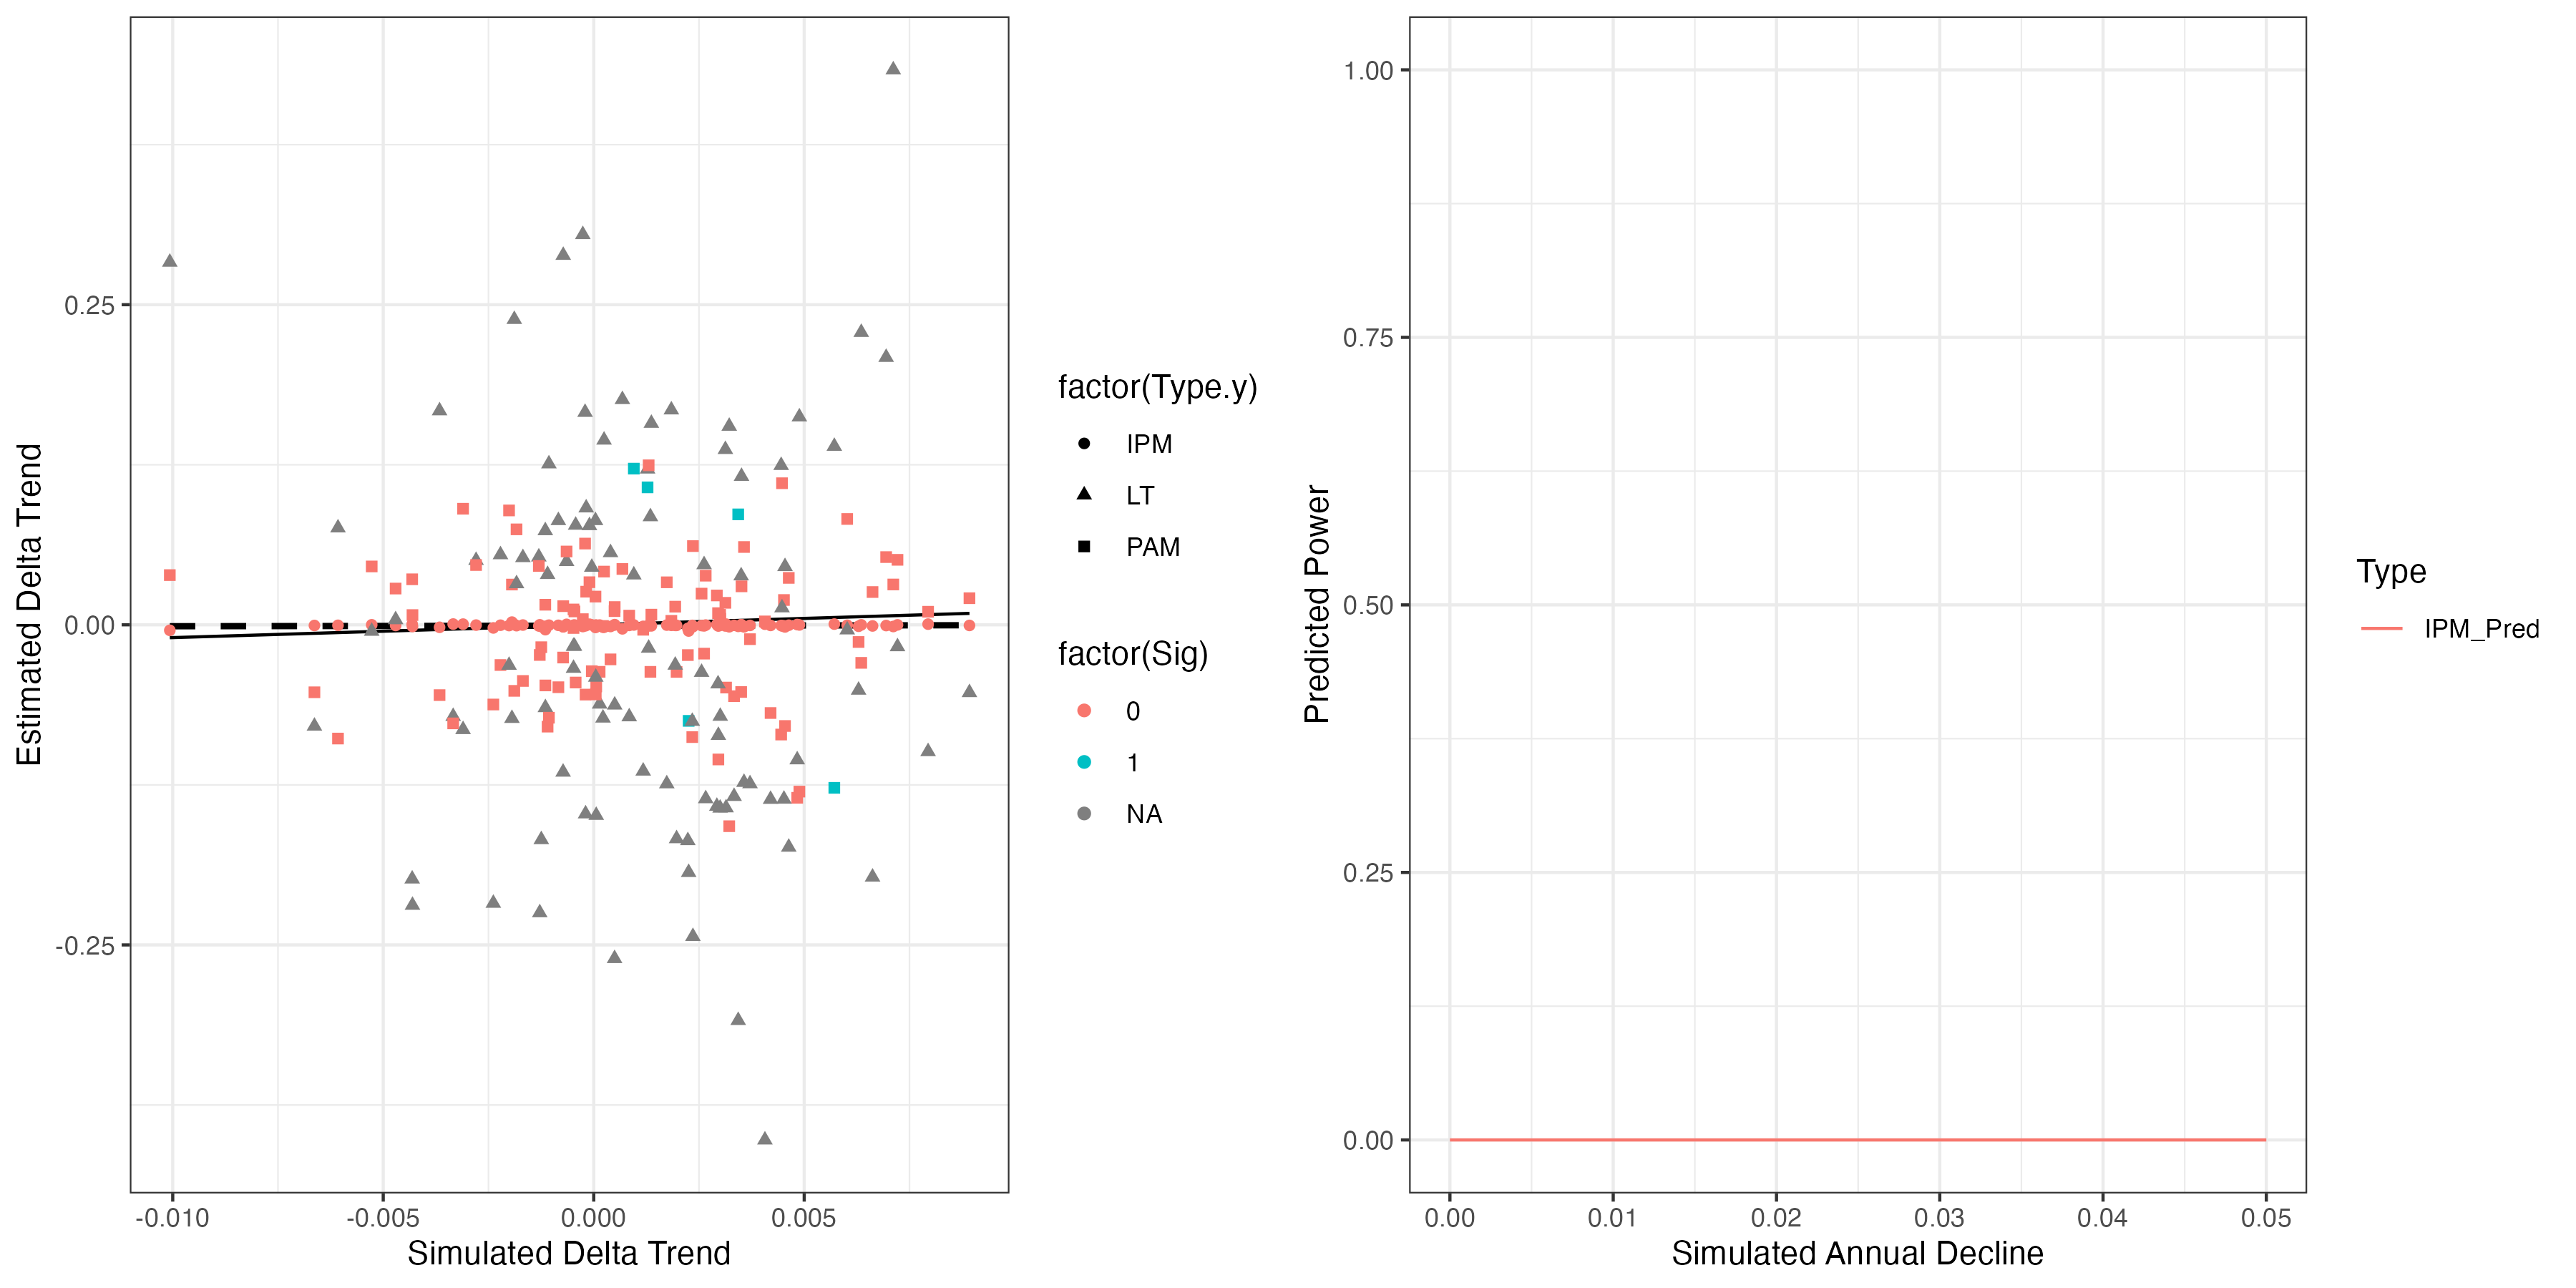 Estimated Delta Trend
0.25
0.00
-0.25
-0.010
-0.005
0.000
0.005
Simulated Delta Trend
factor(Type.y)
IPM
LT
PAM
factor(Sig)
0
1
NA
Predicted Power
1.00
0.75
0.50
0.25
0.00
0.00
0.01
0.02
0.03
0.04
0.05
Simulated Annual Decline
Type
IPM_Pred